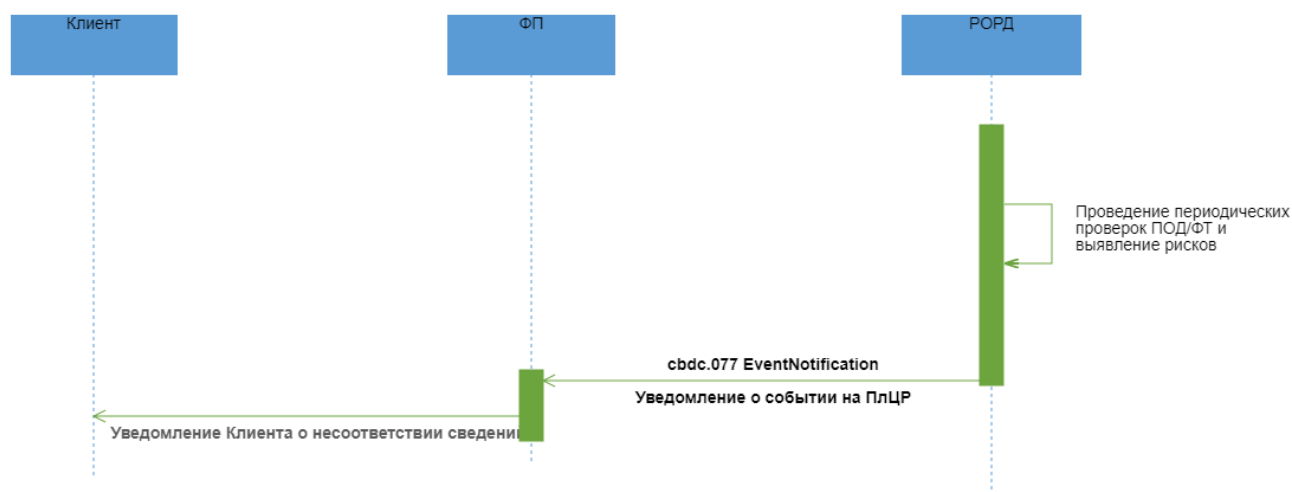 Клиент
ФП
РОРД
Проведение периодических
проверок ПОД/ФТ и
выявление рисков
cbdc.077 EventNotification
Уведомление о событии на ПлЦР
Уведомление Клиента о несоответствии сведени